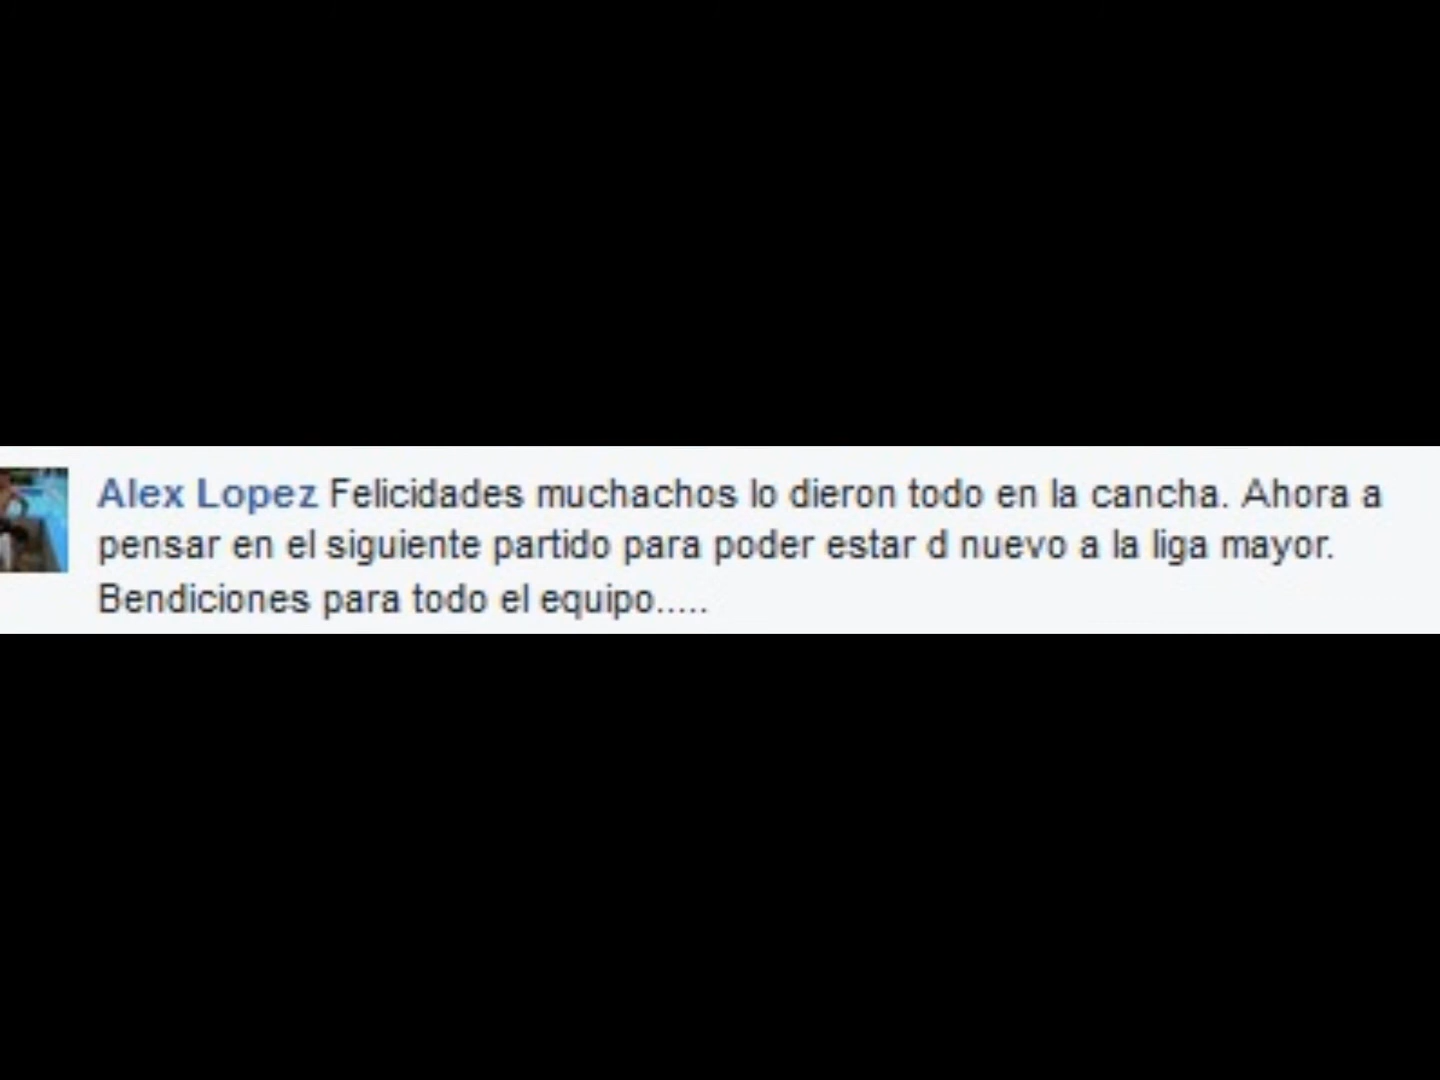 Alex Lopez Felicidades muchachos lo dieron todo en la cancha. Ahora a
pensar en el siguiente partido para poder estar d nuevo a la liga mayor.
Bendiciones para todo el equipo.....